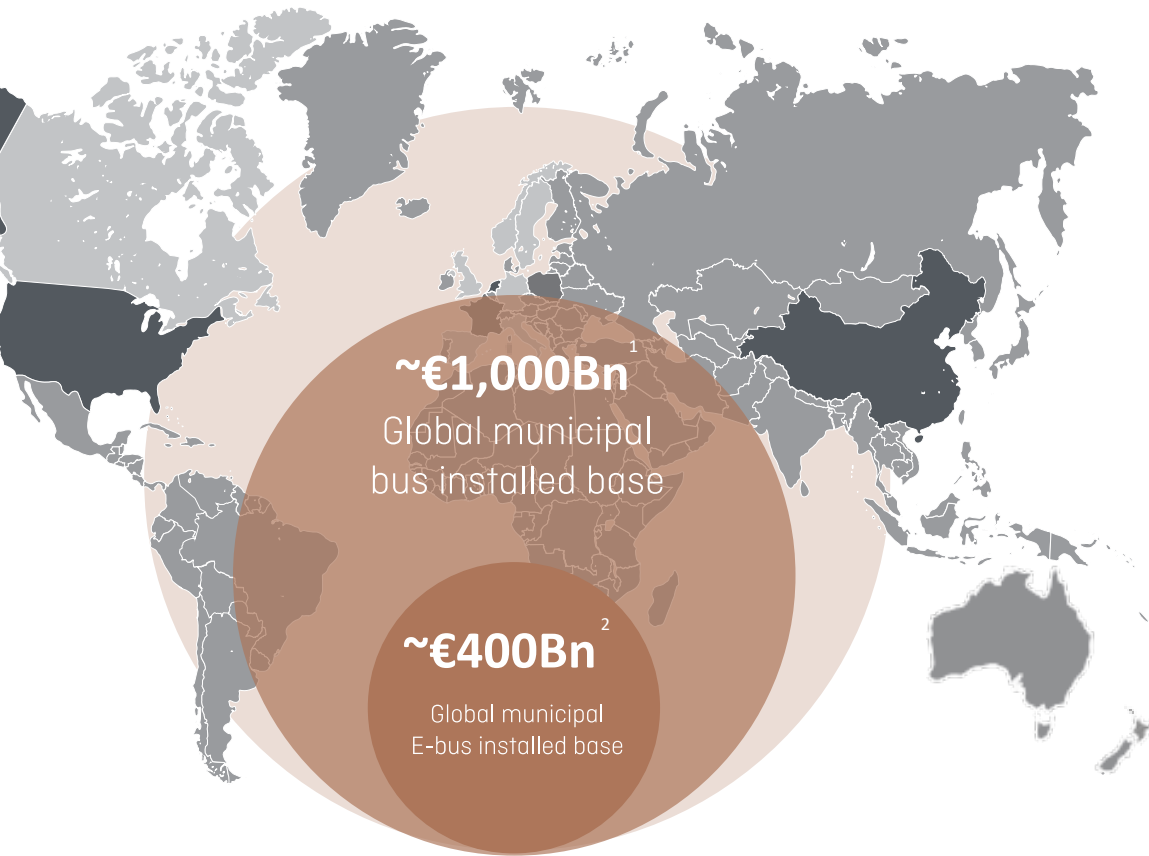 ~€1,000Bn1
Global municipal
bus installed base
~€400Bn2
Global municipal
E-bus installed base